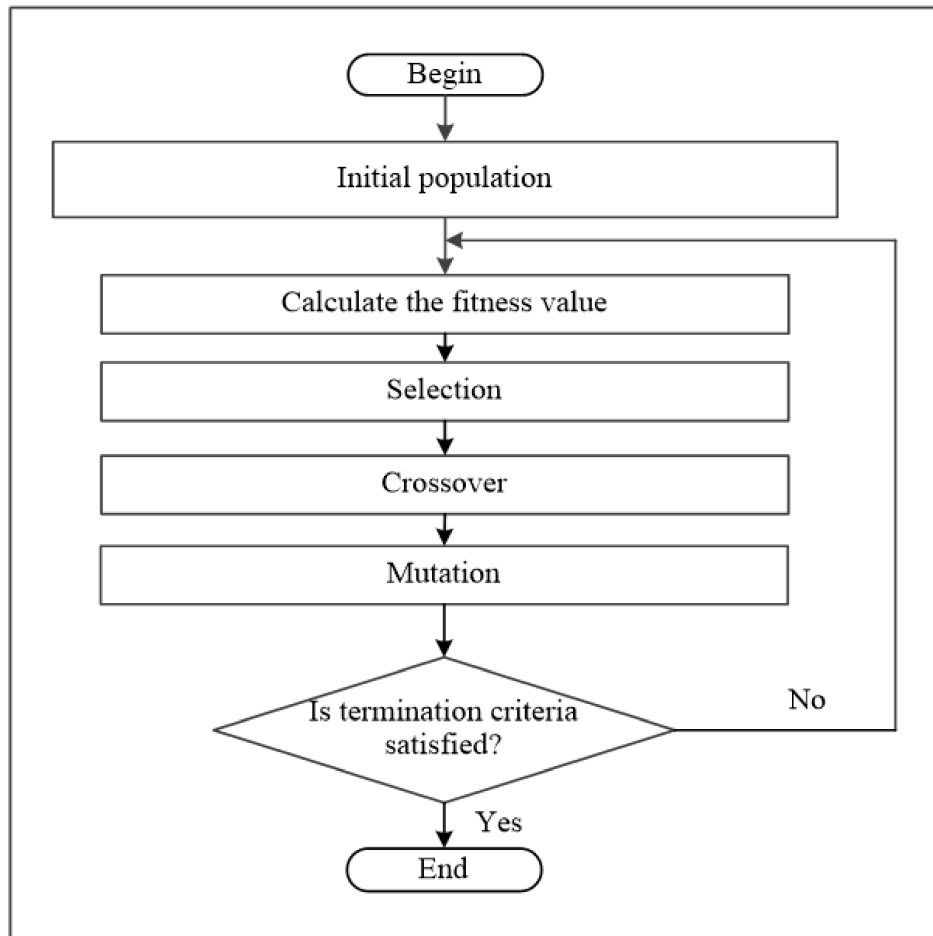 Begin
Initial population
Calculate the fitness value
Selection
Crossover
Mutation
Is termination criteria
satisfied?
No
Yes
End